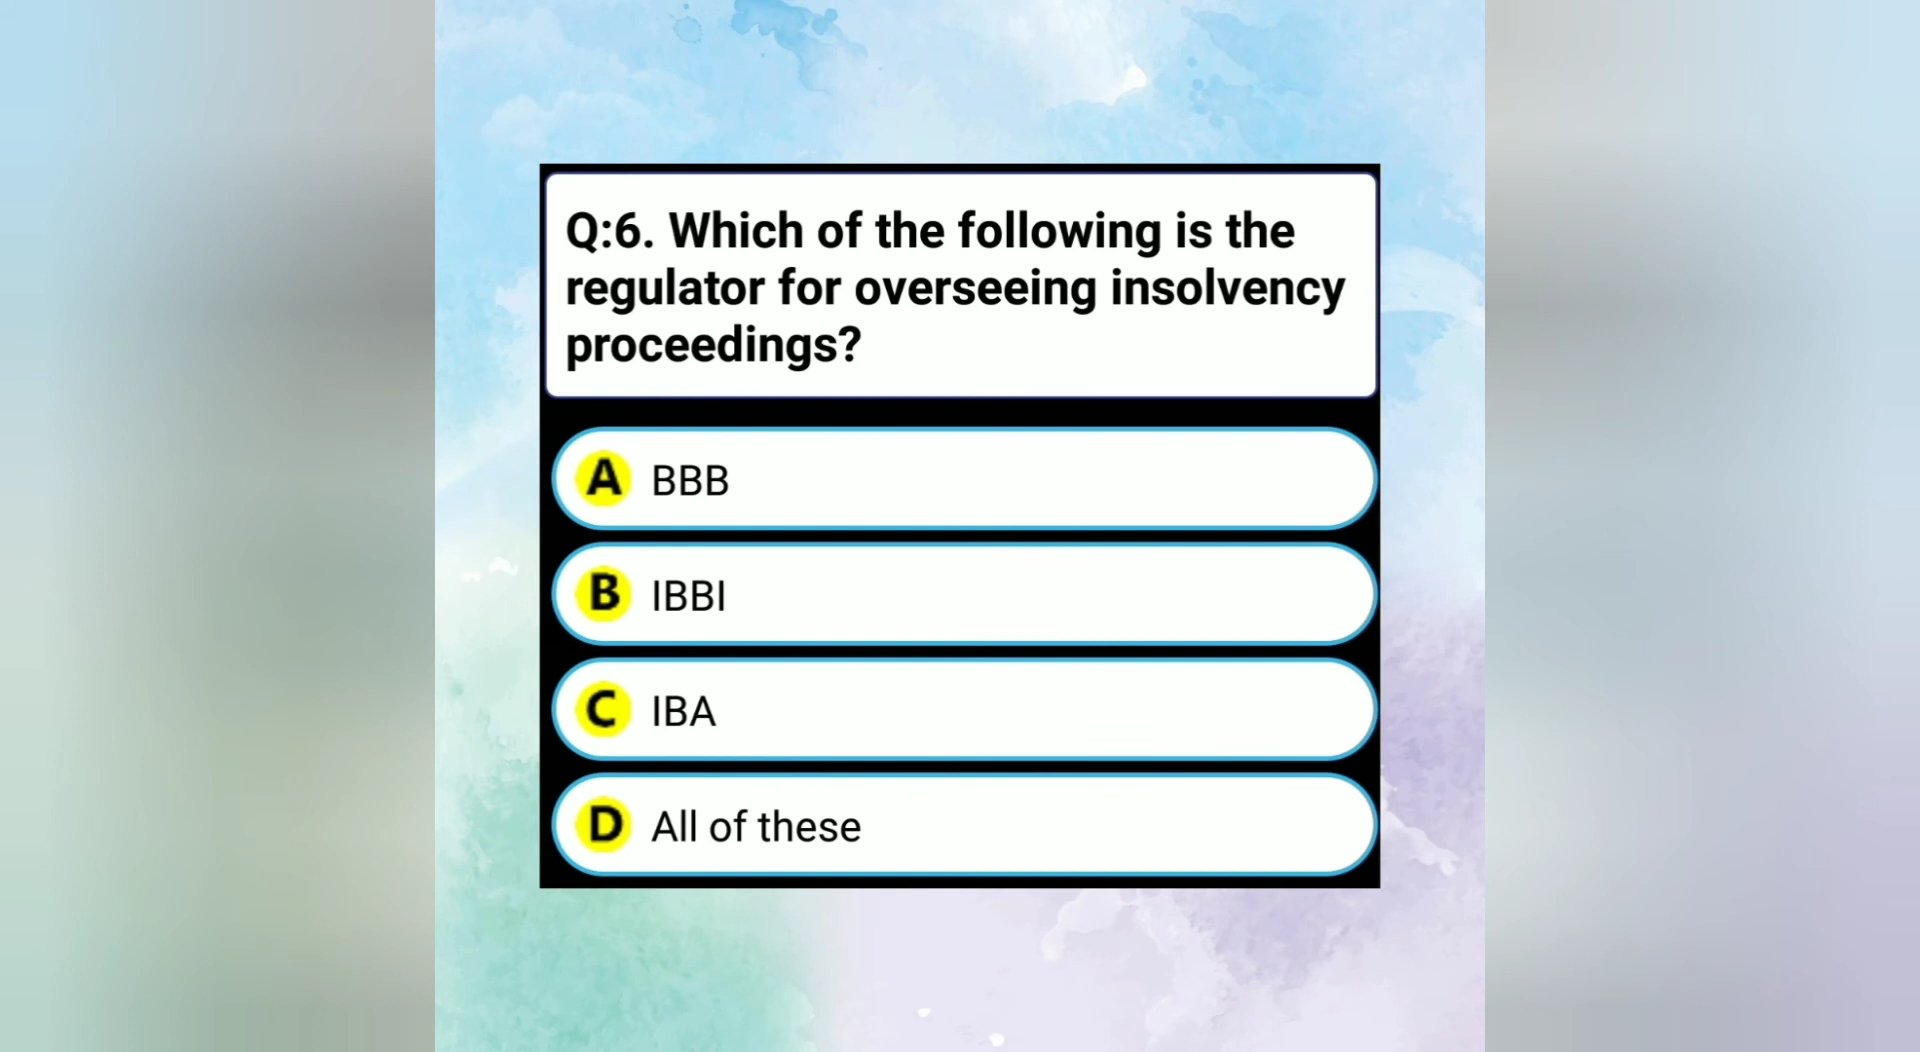 Q:6. Which of the following is the
regulator for overseeing insolvency
proceedings?
A BBB
B IBBI
C IBA
D All of these